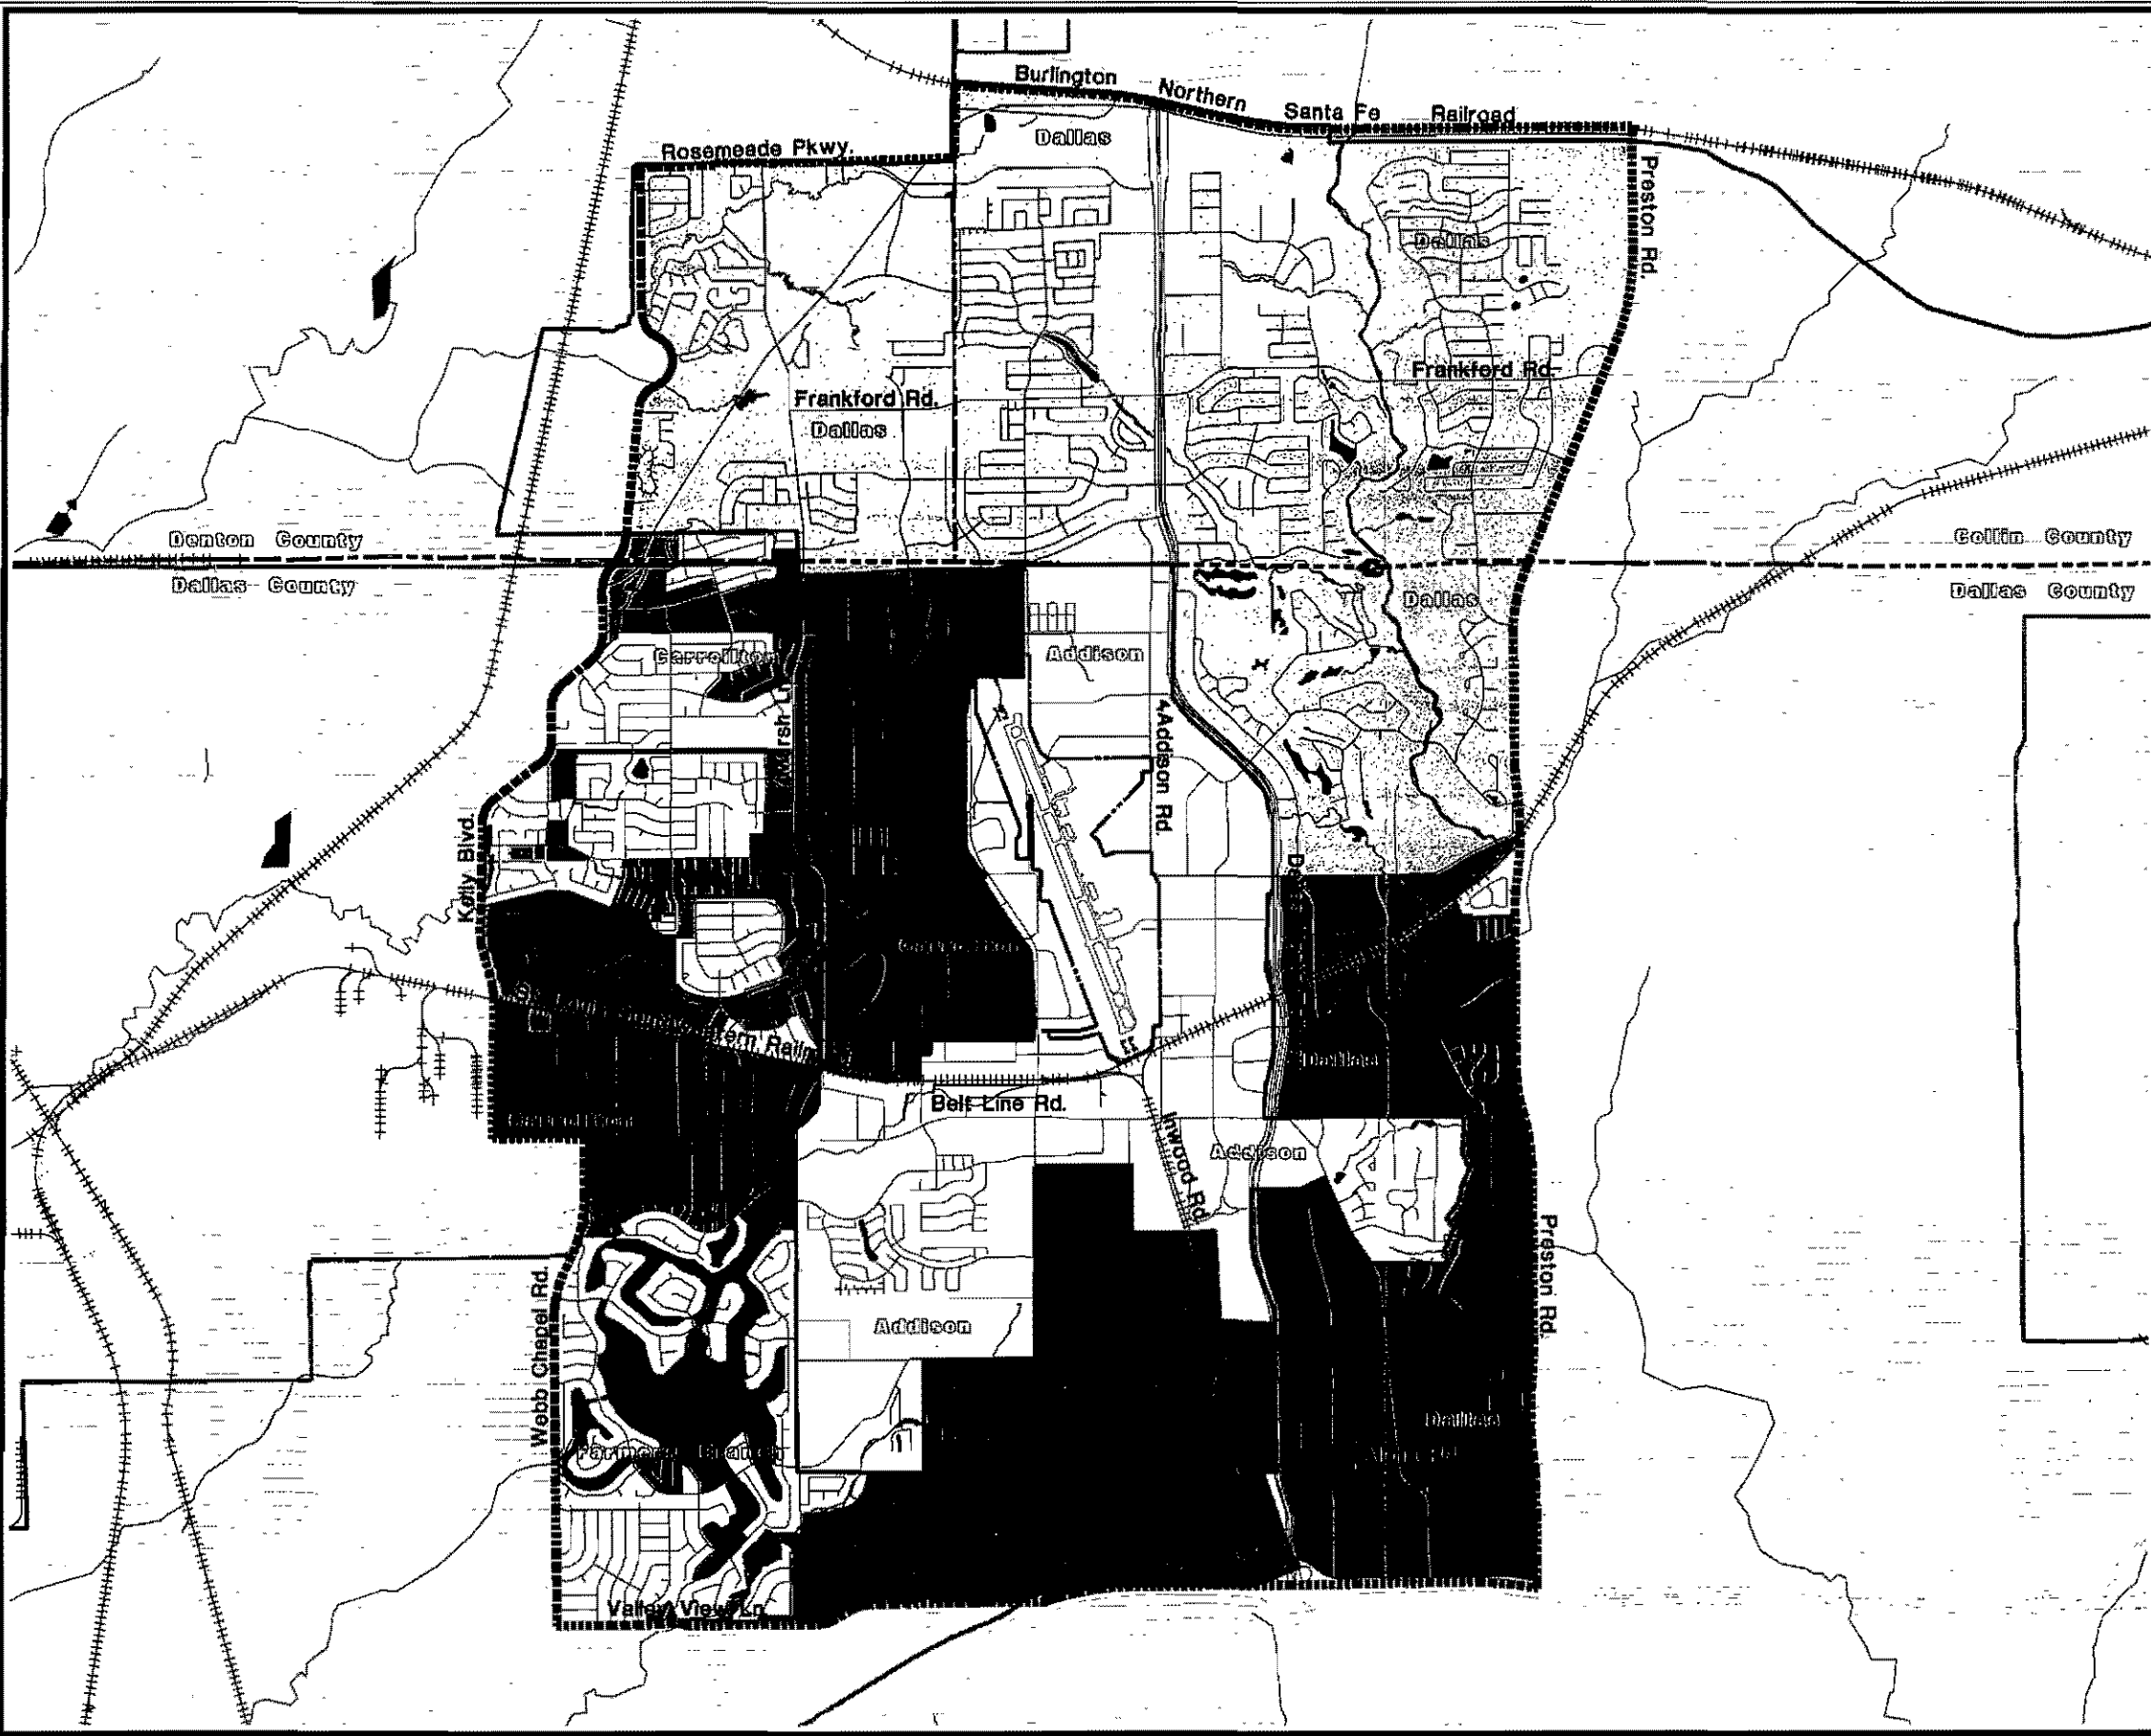 Burlington Northern Santa Fe Railroad
Dallas
Rosemeade Pkwy.
Preston Rd.
Dallas
Frankford Rd.
Frankford Rd.
Dallas
Denton County
Collin County
Dallas County
Dallas County
Dallas
Carrollton
Addison
Addison Rd.
Kelly Blvd.
Dallas
Belt Line Rd.
Inwood Rd.
Addison
Preston Rd.
Webb Chapel Rd.
Addison
Dallas
Farmers Branch
Valley View Ln.